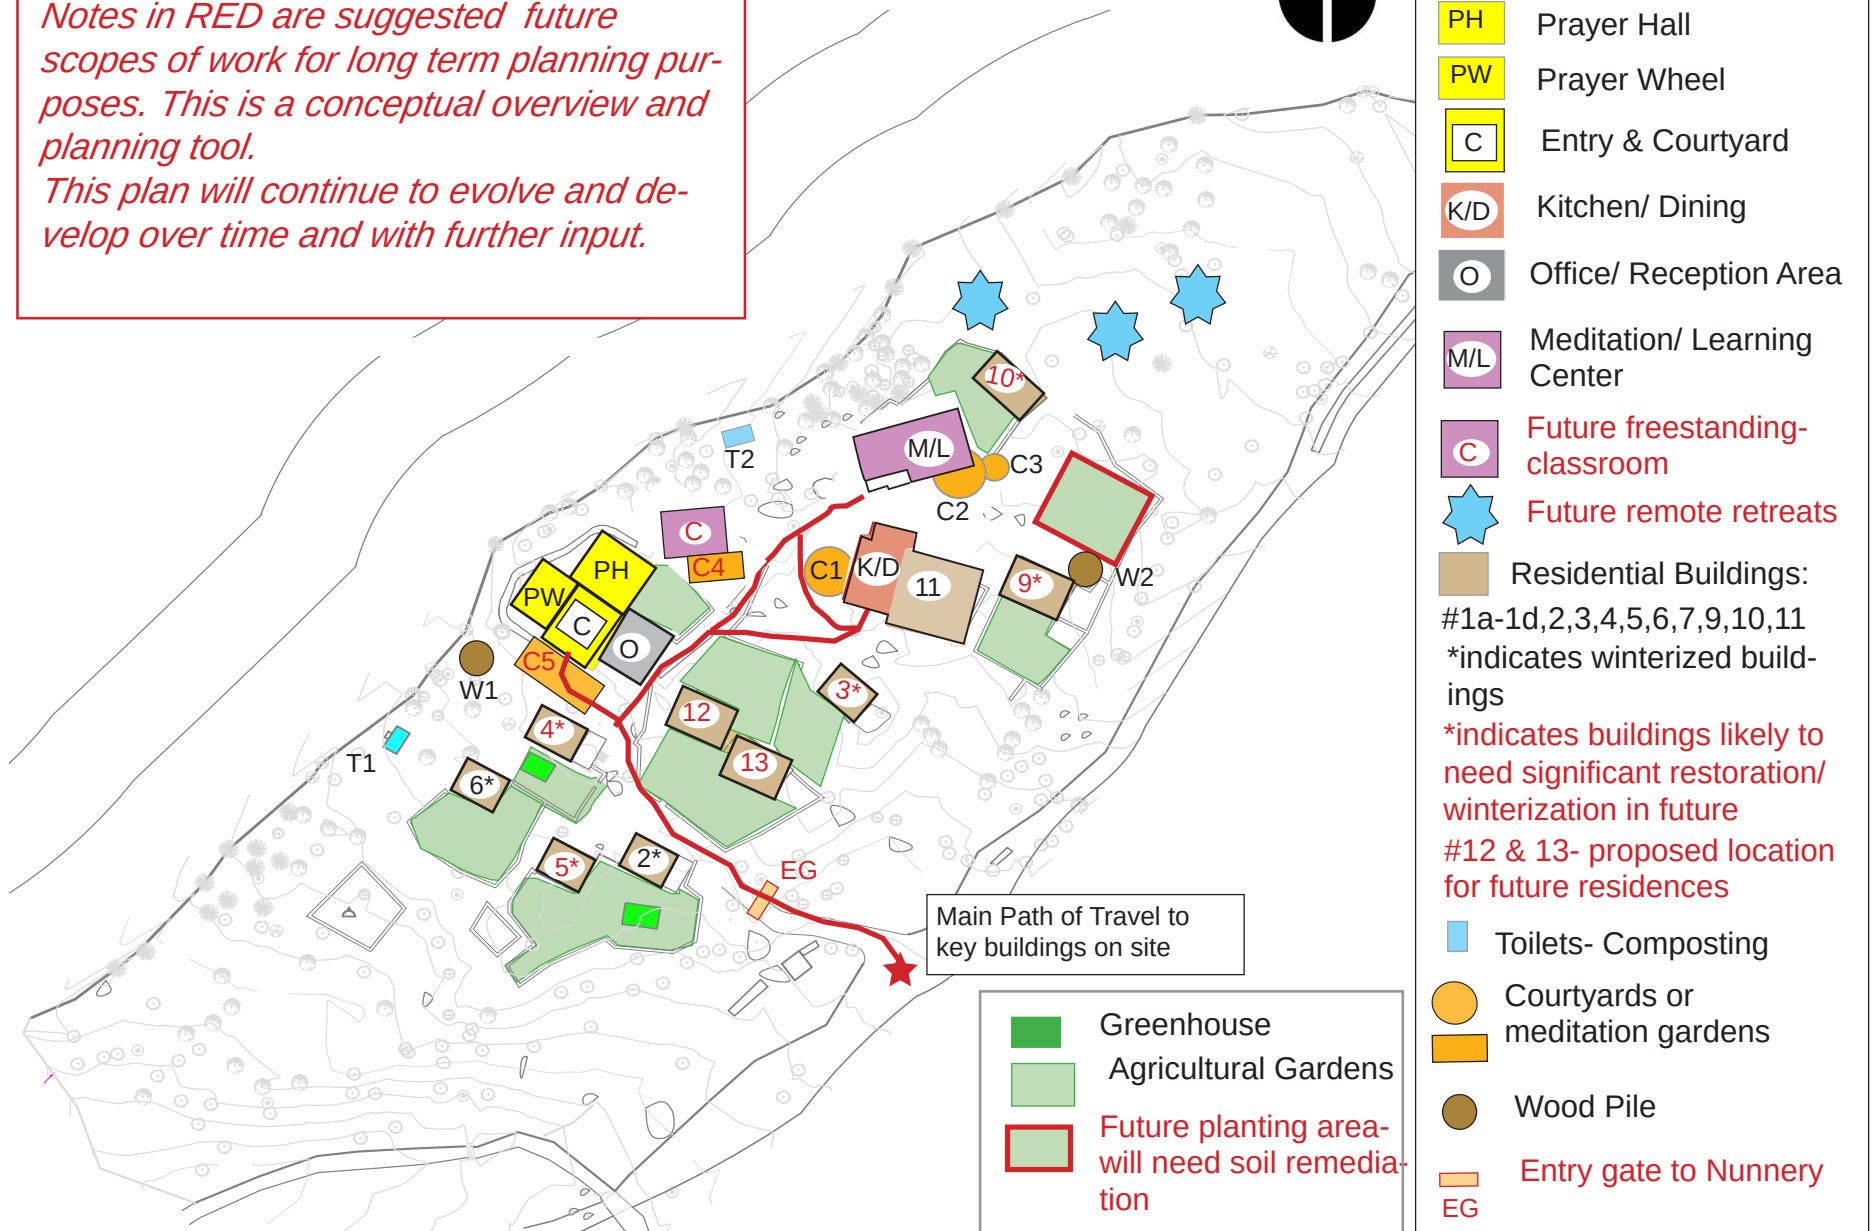 Notes in RED are suggested future
scopes of work for long term planning pur-
poses. This is a conceptual overview and
planning tool.
This plan will continue to evolve and de-
velop over time and with further input.
PH
Prayer Hall
PW
Prayer Wheel
C
Entry & Courtyard
K/D
Kitchen/ Dining
O
Office/ Reception Area
M/L
Meditation/ Learning
Center
C
Future freestanding-
classroom
Future remote retreats
Residential Buildings:
#1a-1d,2,3,4,5,6,7,9,10,11
*indicates winterized build-
ings
*indicates buildings likely to
need significant restoration/
winterization in future
#12 & 13- proposed location
for future residences
Toilets- Composting
Courtyards or
meditation gardens
Wood Pile
Entry gate to Nunnery
EG
10*
M/L
C3
C2
T2
C
C4
PH
PW
C
O
C5
C1
K/D
11
9*
W2
W1
T1
3*
12
13
4*
6*
5*
2*
EG
Main Path of Travel to
key buildings on site
Greenhouse
Agricultural Gardens
Future planting area-
will need soil remedia-
tion